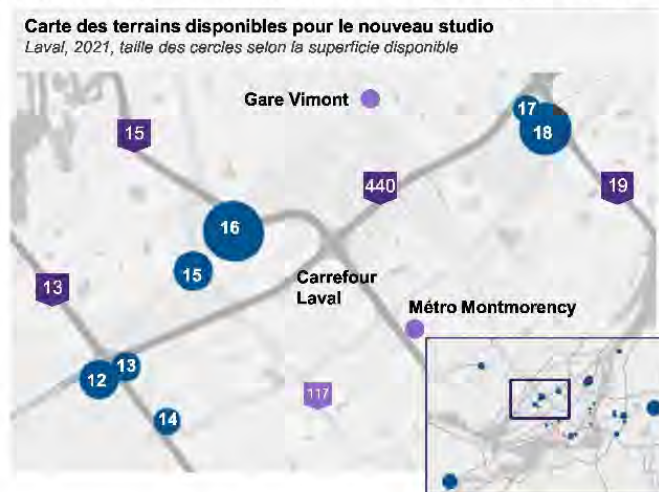 Carte des terrains disponibles pour le nouveau studio
Laval, 2021, taille des cercles selon la superficie disponible
Gare Vimont
17
18
15
440
19
16
15
Carrefour
Laval
13
Métro Montmorency
13
12
117
14